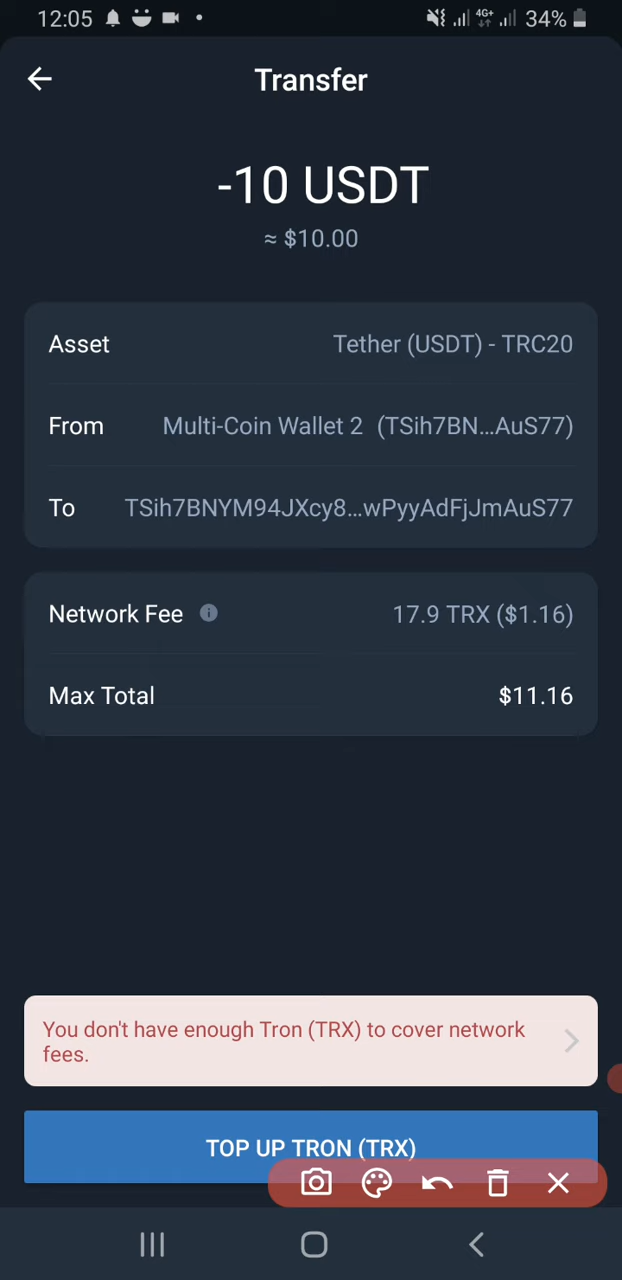 12:05 4G+ 34%
Transfer
-10 USDT
≈ $10.00
Asset Tether (USDT) - TRC20
From Multi-Coin Wallet 2 (TSih7BN...AuS77)
To TSih7BNYM94JXcy8...wPyyAdFjJmAuS77
Network Fee 17.9 TRX ($1.16)
Max Total $11.16
You don't have enough Tron (TRX) to cover network
fees.
TOP UP TRON (TRX)